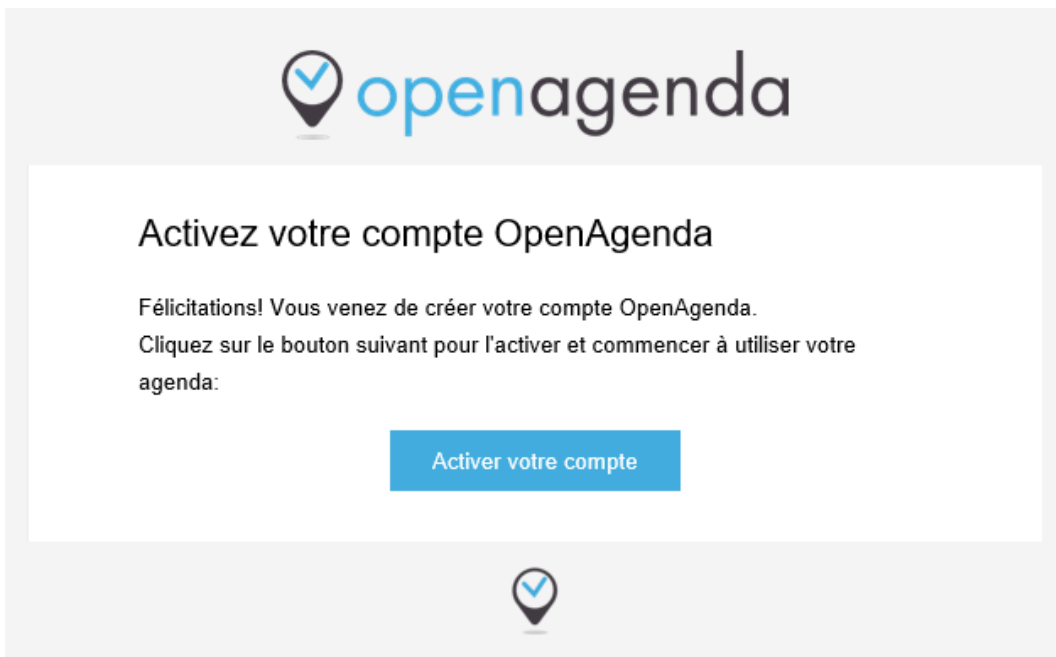 openagenda
Activez votre compte OpenAgenda
Félicitations! Vous venez de créer votre compte OpenAgenda.
Cliquez sur le bouton suivant pour l'activer et commencer à utiliser votre
agenda:
Activer votre compte